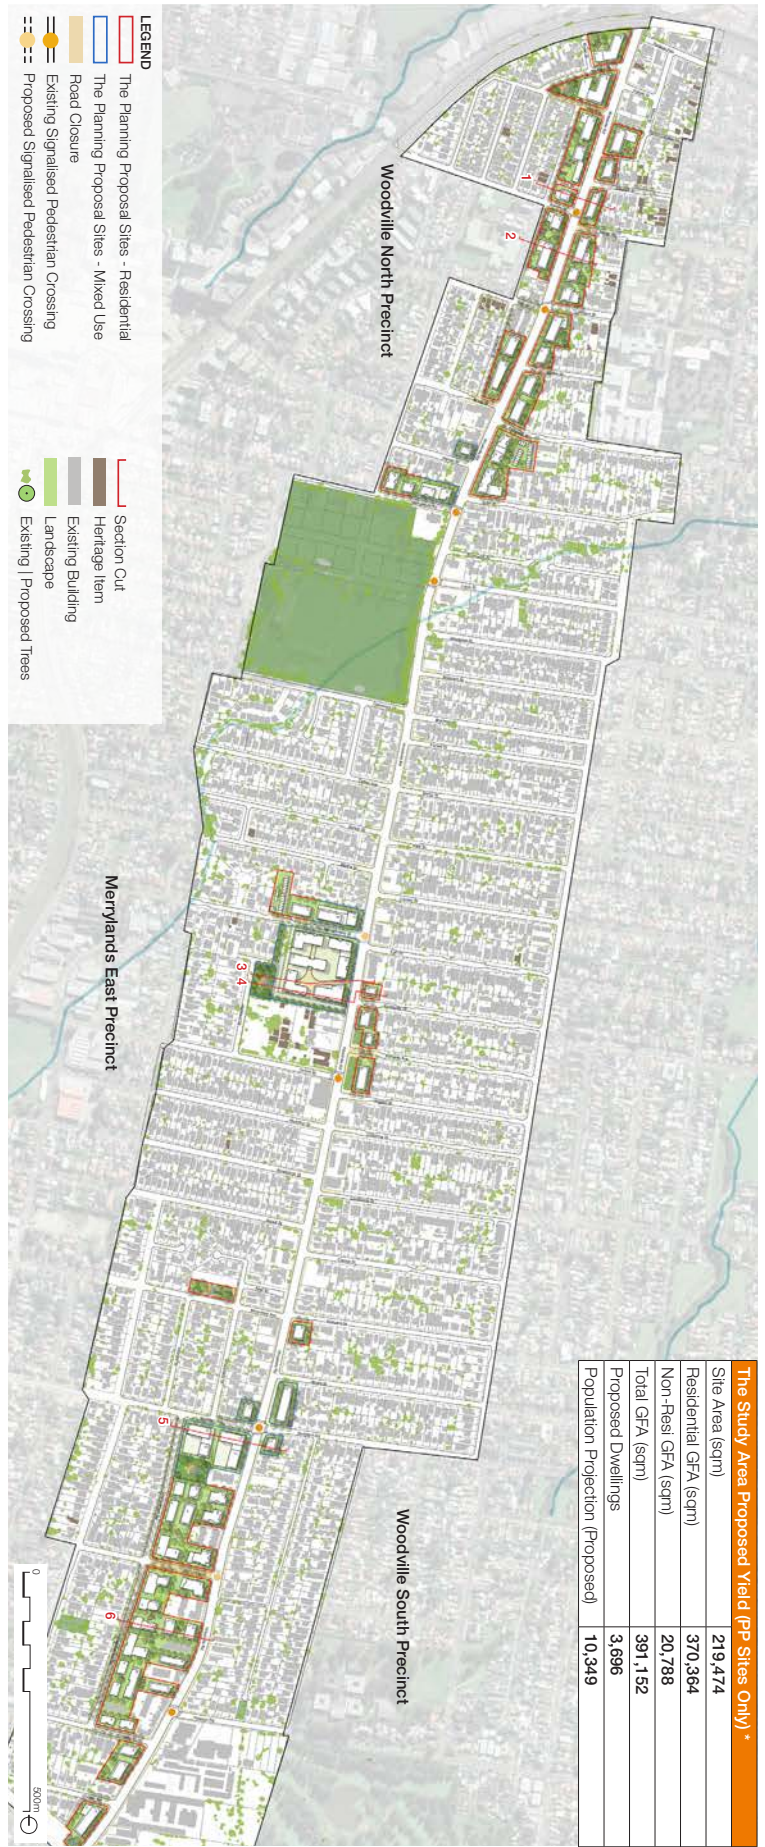 The Study Area Proposed Yield (PP Sites Only) *
Site Area (sqm) 219,474
Residential GFA (sqm) 370,364
Non -Resi GFA (sqm) 20,788
Total GFA (sqm) 391,152
Proposed Dwellings 3,696
Population Projection (Proposed) 10,349
Woodville North Precinct
Merrylands East Precinct
Woodville South Precinct
1
2
3
4
5
6
LEGEND
The Planning Proposal Sites - Residential
The Planning Proposal Sites - Mixed Use
Road Closure
Existing Signalised Pedestrian Crossing
Proposed Signalised Pedestrian Crossing
Section Cut
Heritage Item
Existing Building
Landscape
Existing | Proposed Trees
0
500m